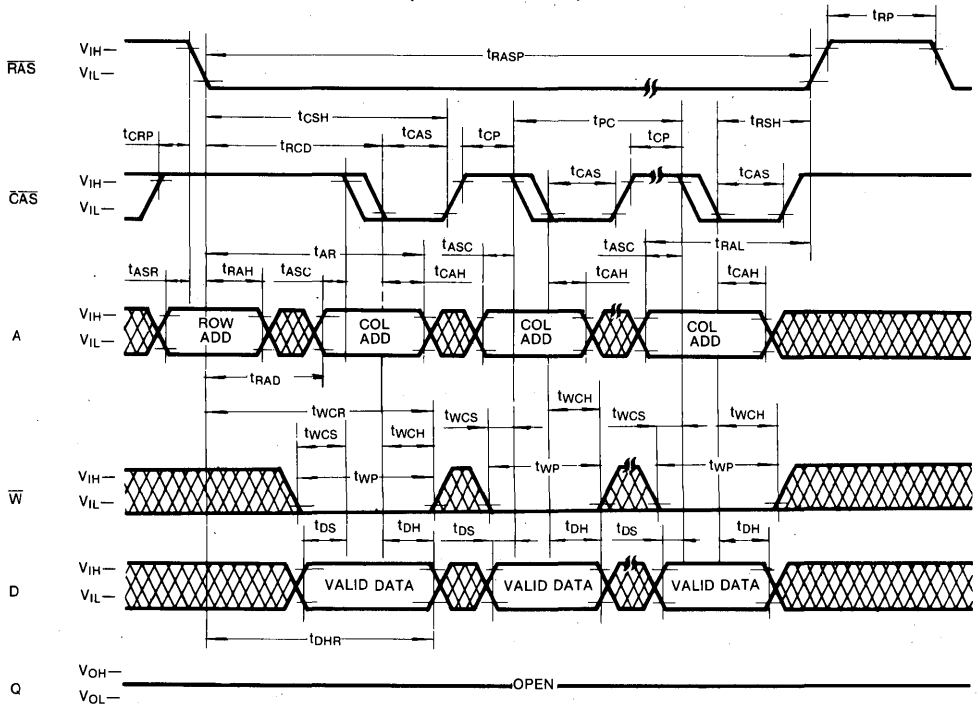 tRP
VIH
RAS
VIL
tRASP
tCSH
tCRP
tRCD
tCAS
tCP
tPC
tCP
tRSH
VIH
CAS
VIL
tCAS
tCAS
tAR
tASC
tASC
tRAL
tASR
tRAH
tASC
tCAH
tCAH
tCAH
VIH
A
VIL
ROW ADD
COL ADD
COL ADD
COL ADD
tRAD
tWCR
tWCS
tWCH
tWCS
tWCH
tWCS
tWCH
tWP
tWP
tWP
VIH
W
VIL
tDS
tDH
tDS
tDH
tDS
tDH
VIH
D
VIL
VALID DATA
VALID DATA
VALID DATA
tDHR
VOH
Q
VOL
OPEN